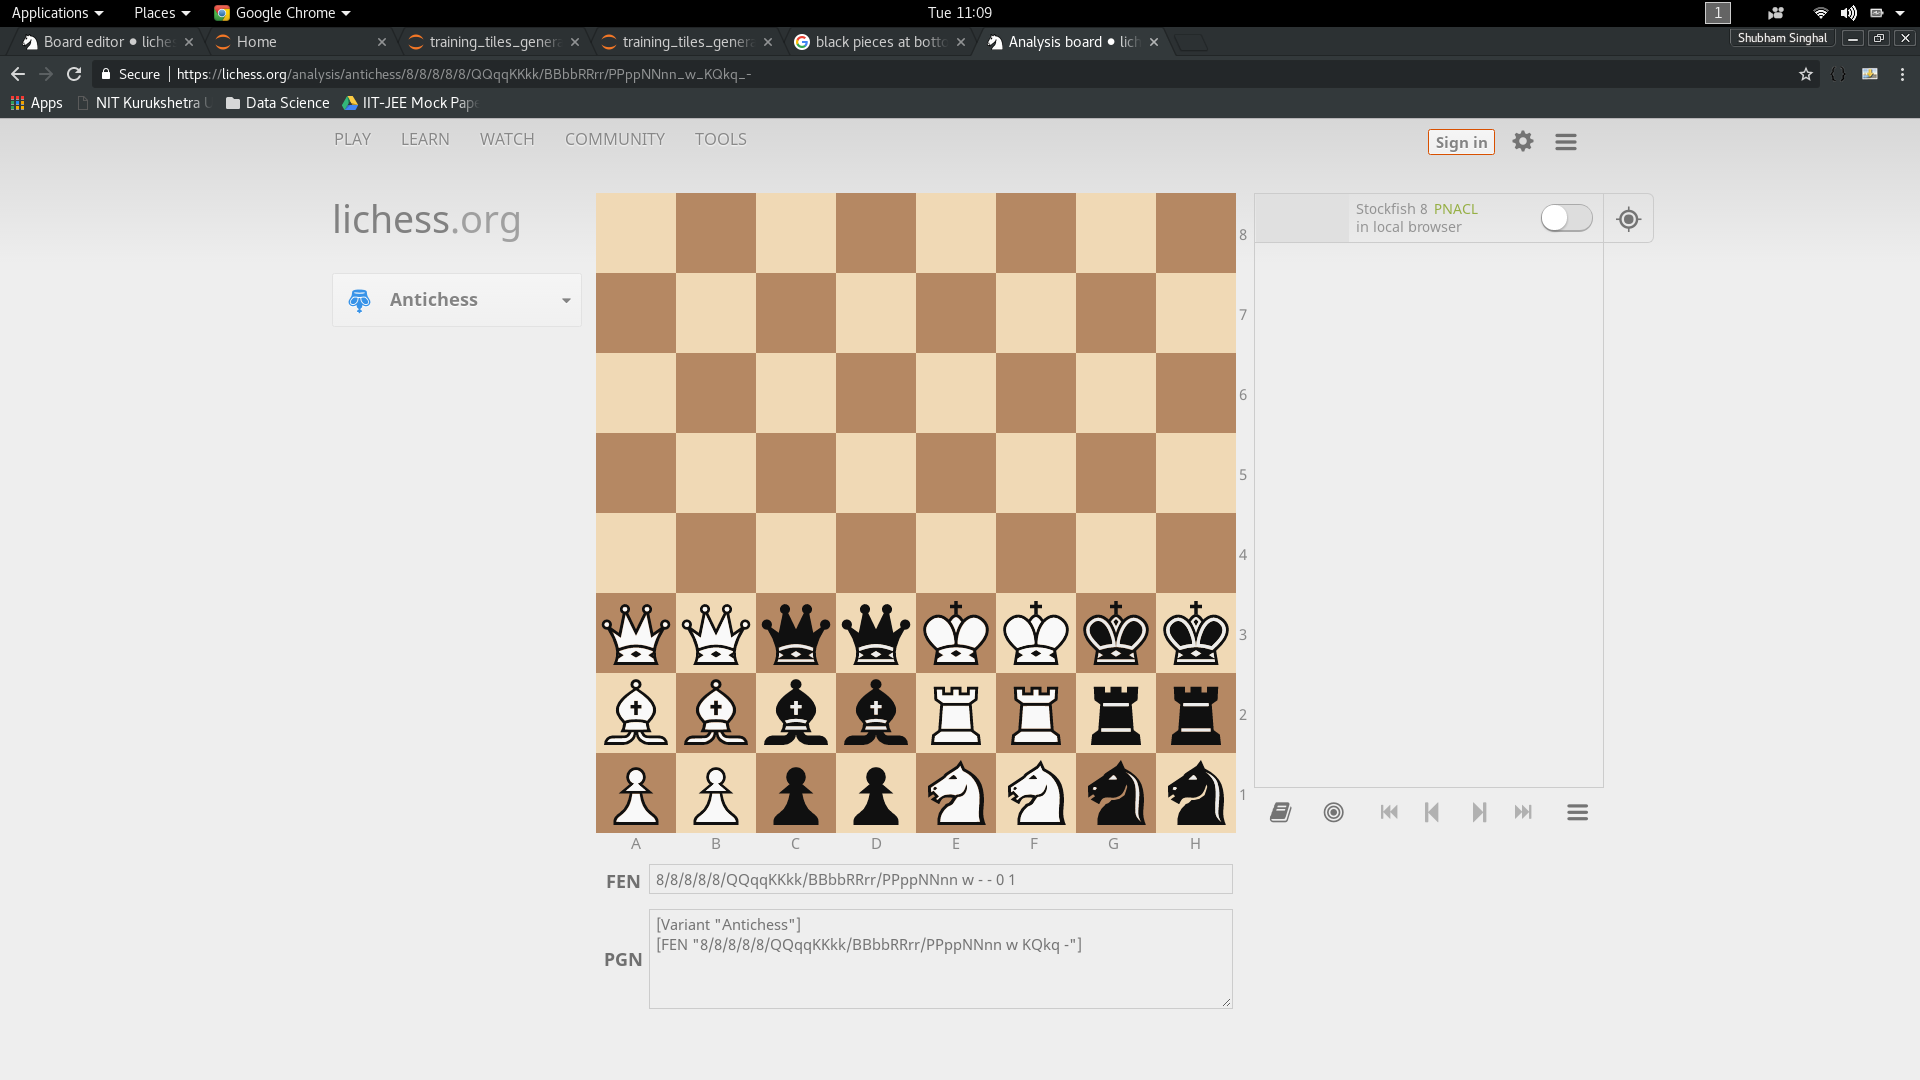 Applications Places Google Chrome Tue 11:09 1
Board editor • liches Home training_tiles_genera training_tiles_genera black pieces at botto Analysis board • lich Shubham Singhal
Secure https://lichess.org/analysis/antichess/8/8/8/8/8/QQqqKKkk/BBbbRRrr/PPppNNnn_w_KQkq_-
Apps NIT Kurukshetra U Data Science IIT-JEE Mock Pape
PLAY LEARN WATCH COMMUNITY TOOLS Sign in
lichess.org
Stockfish 8 PNACL
in local browser
Antichess
8
7
6
5
4
3
2
1
A B C D E F G H
FEN 8/8/8/8/8/QQqqKKkk/BBbbRRrr/PPppNNnn w - - 0 1
[Variant "Antichess"]
[FEN "8/8/8/8/8/QQqqKKkk/BBbbRRrr/PPppNNnn w KQkq -"]
PGN